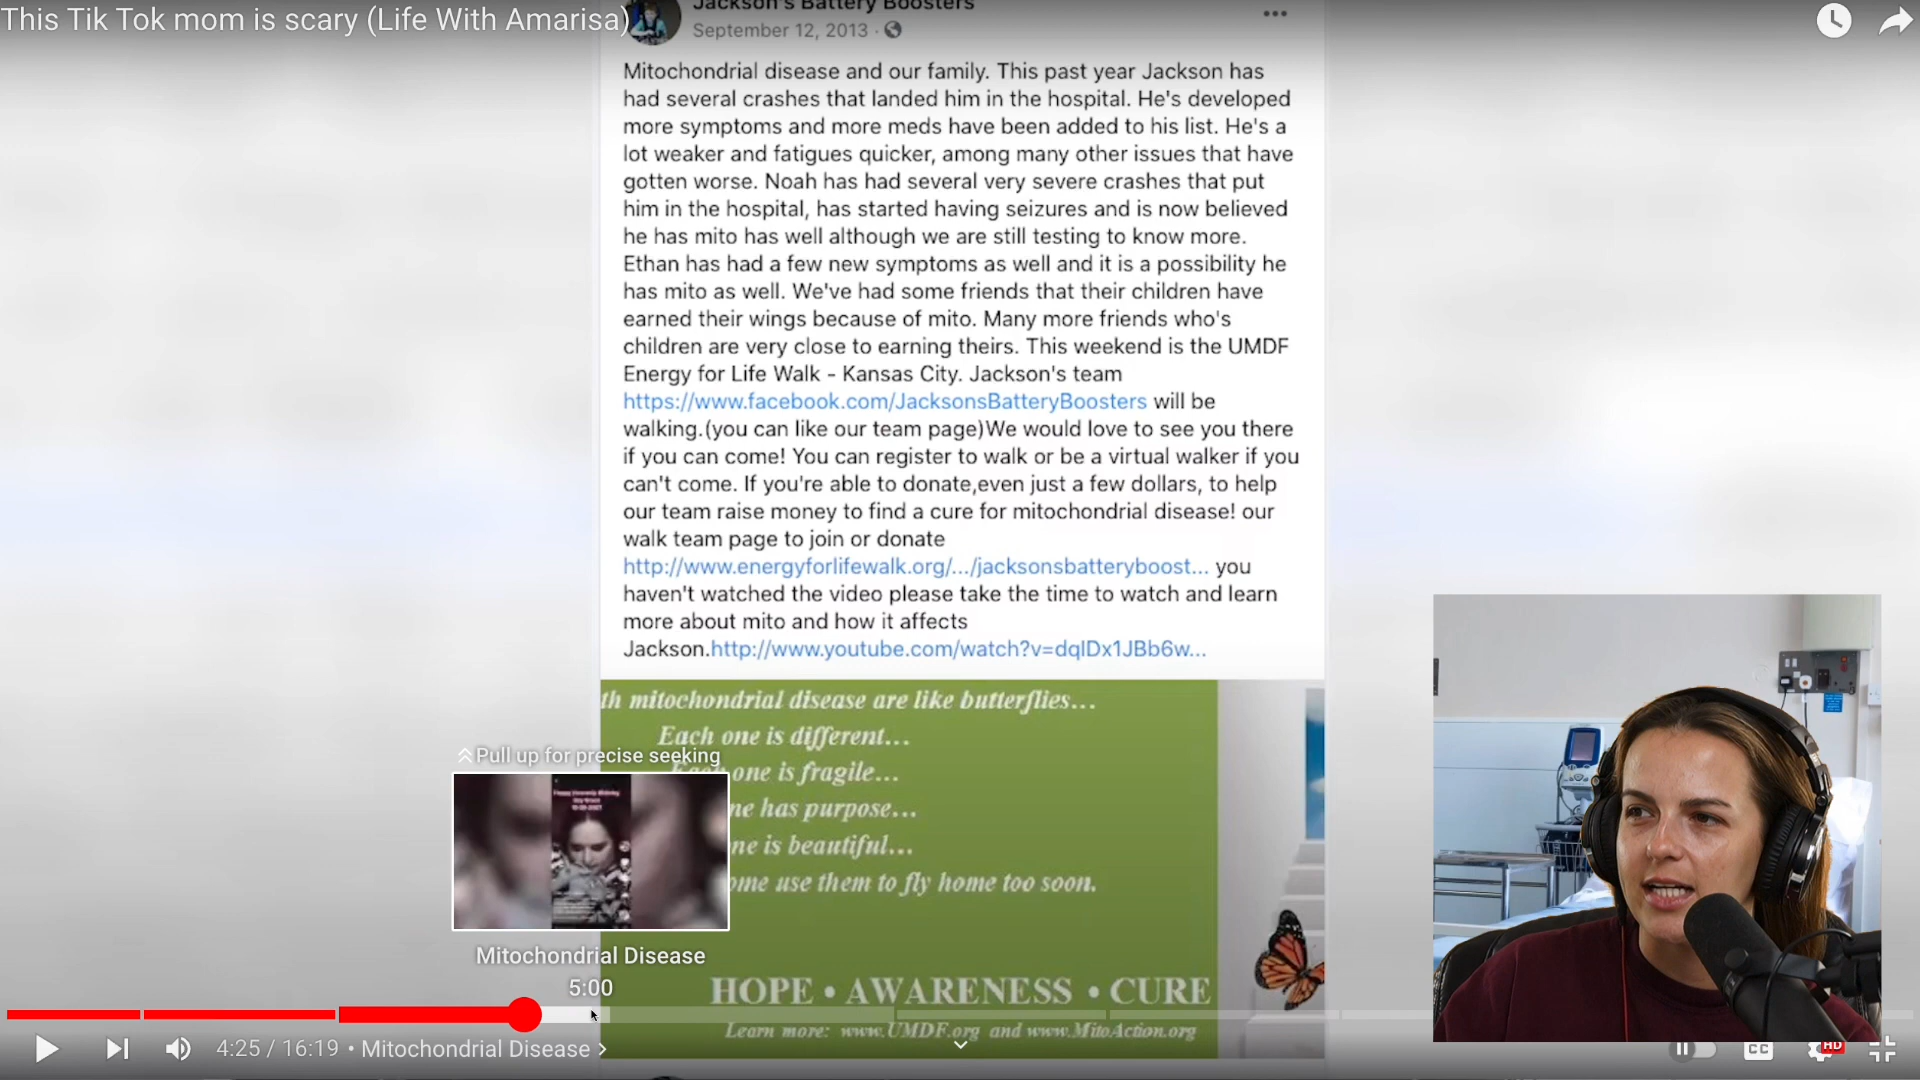 This Tik Tok mom is scary (Life With Amarisa)
Jackson's Battery Boosters
September 12, 2013 ·
Mitochondrial disease and our family. This past year Jackson has
had several crashes that landed him in the hospital. He's developed
more symptoms and more meds have been added to his list. He's a
lot weaker and fatigues quicker, among many other issues that have
gotten worse. Noah has had several very severe crashes that put
him in the hospital, has started having seizures and is now believed
he has mito has well although we are still testing to know more.
Ethan has had a few new symptoms as well and it is a possibility he
has mito as well. We've had some friends that their children have
earned their wings because of mito. Many more friends who's
children are very close to earning theirs. This weekend is the UMDF
Energy for Life Walk - Kansas City. Jackson's team
https://www.facebook.com/JacksonsBatteryBoosters will be
walking.(you can like our team page)We would love to see you there
if you can come! You can register to walk or be a virtual walker if you
can't come. If you're able to donate,even just a few dollars, to help
our team raise money to find a cure for mitochondrial disease! our
walk team page to join or donate
http://www.energyforlifewalk.org/.../jacksonsbatteryboost... you
haven't watched the video please take the time to watch and learn
more about mito and how it affects
Jackson.http://www.youtube.com/watch?v=dqlDx1JBb6w...
th mitochondrial disease are like butterflies...
Each one is different...
one is fragile...
ne has purpose...
ne is beautiful...
ome use them to fly home too soon.
HOPE • AWARENESS • CURE
Learn more: www.UMDF.org and www.MitoAction.org
Pull up for precise seeking
Mitochondrial Disease
5:00
4:25 / 16:19 • Mitochondrial Disease >
CC
HD